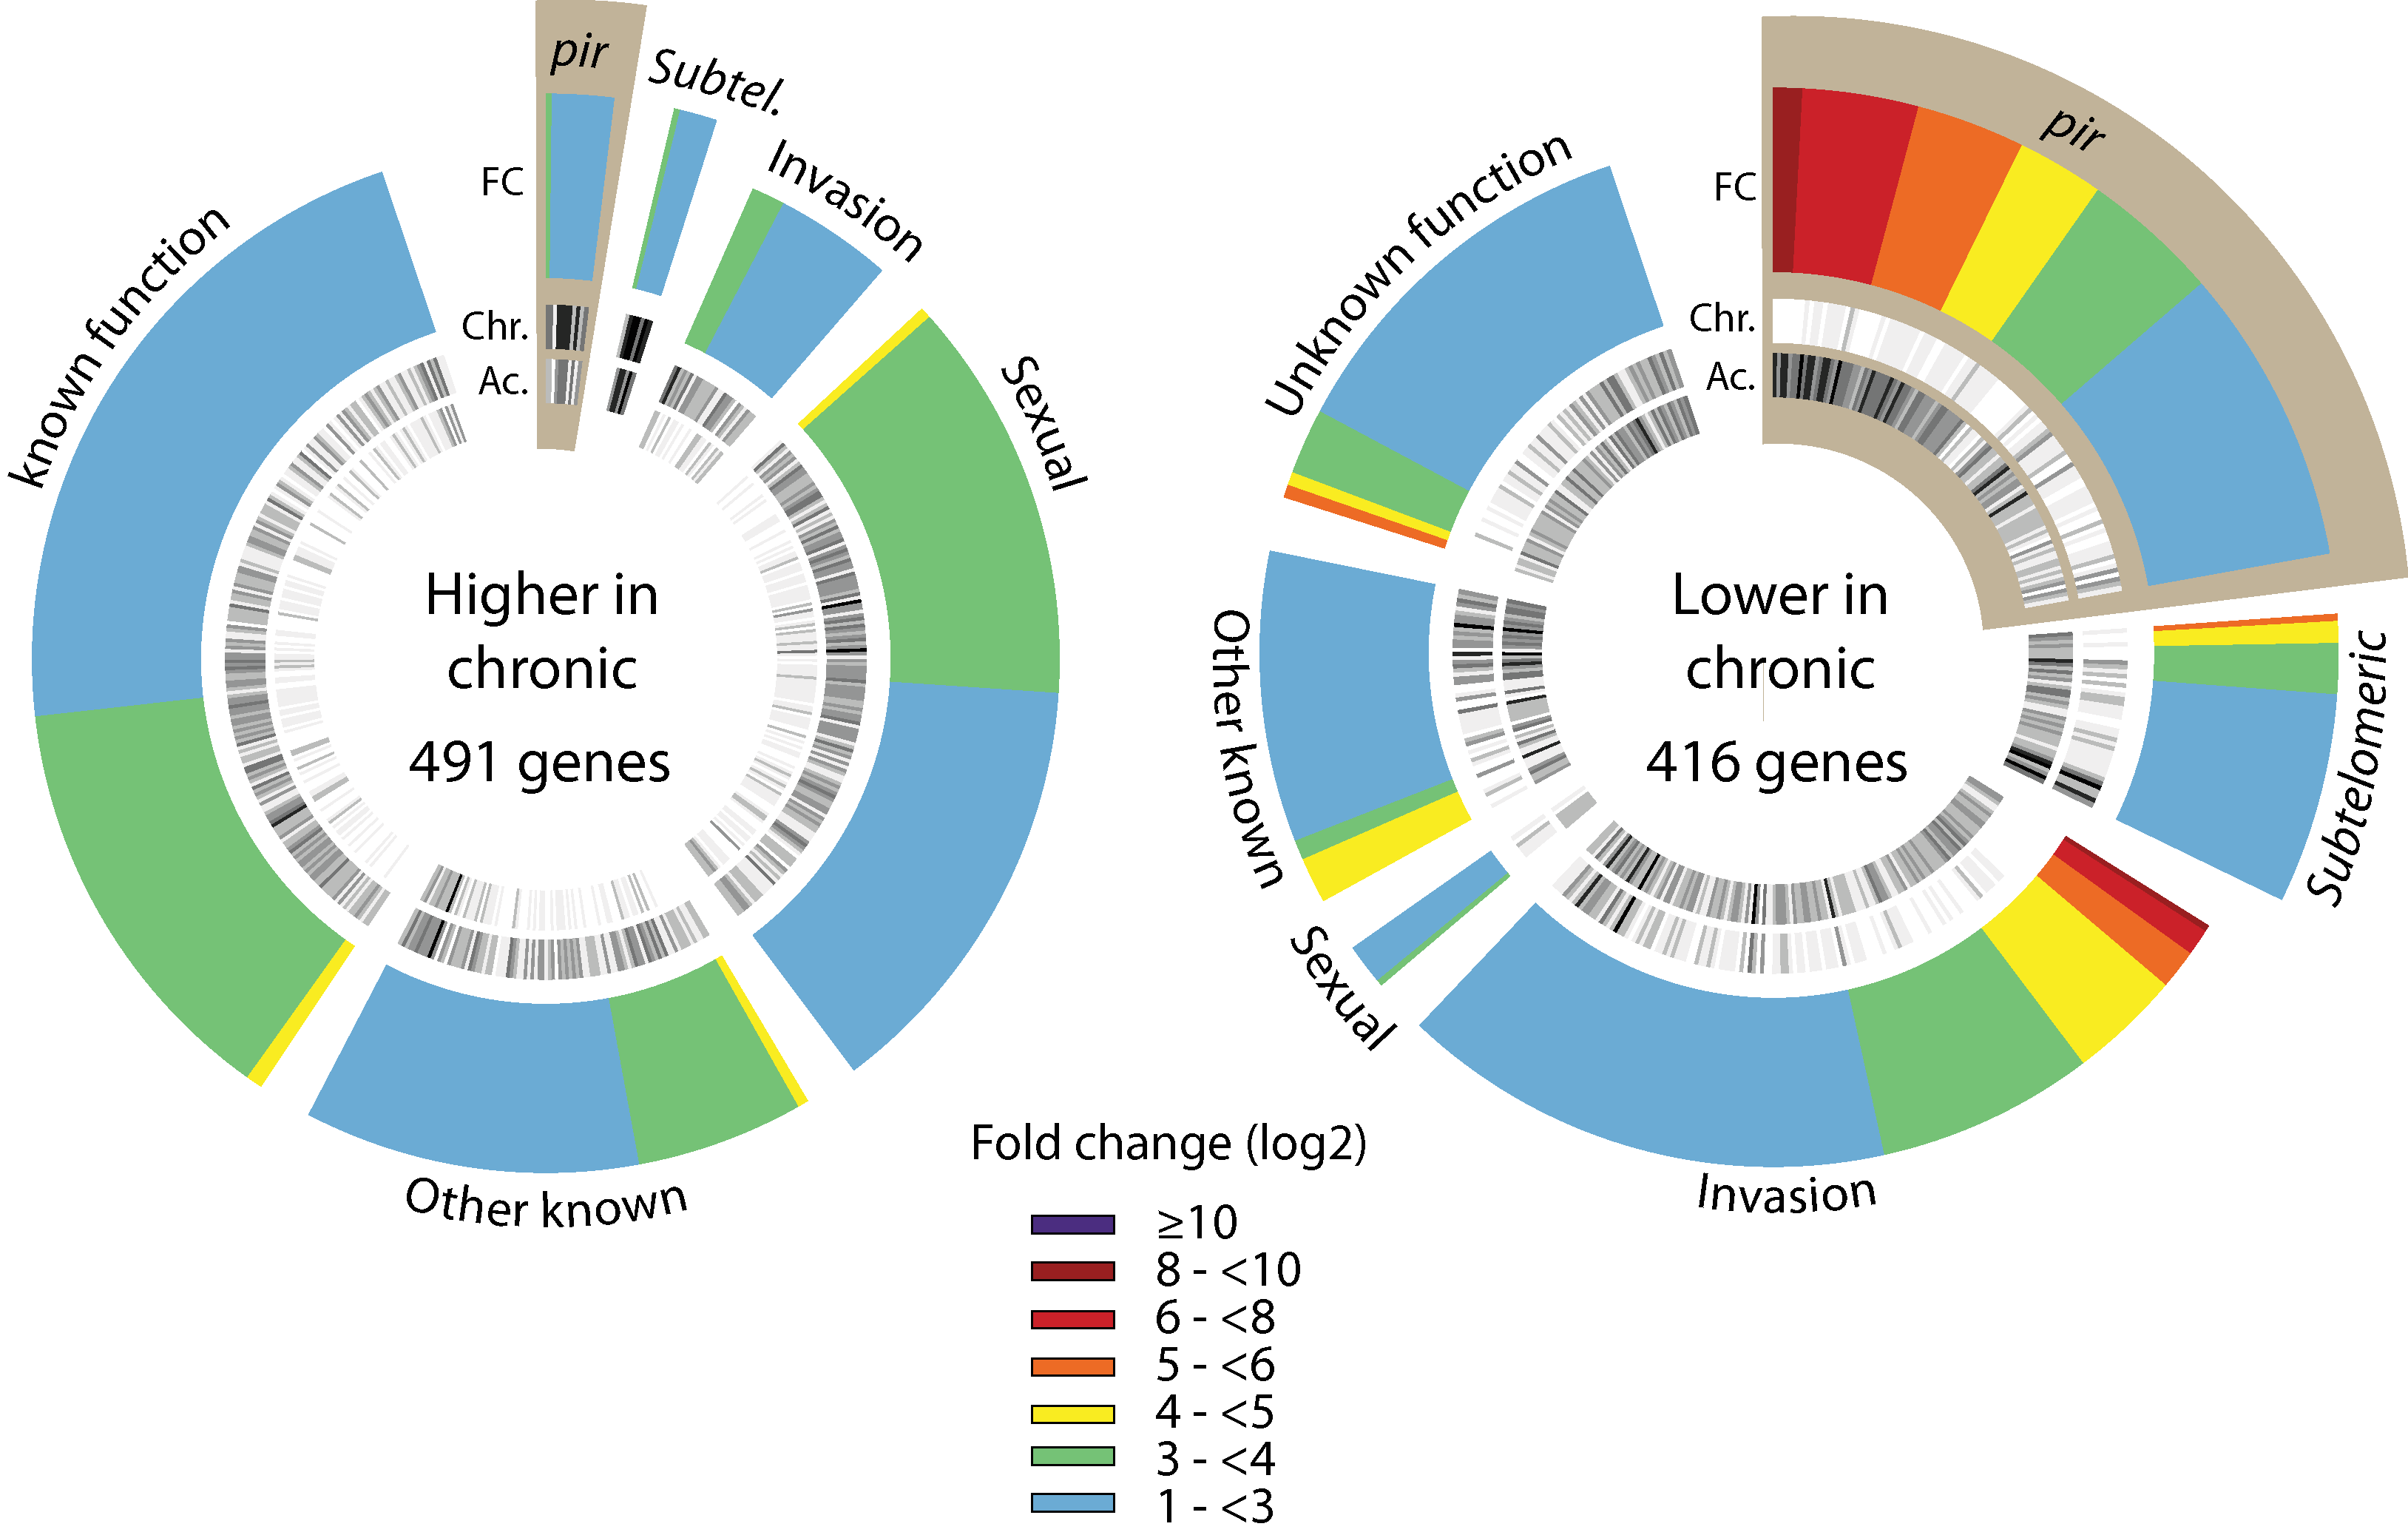 pir
Subtel.
Invasion
Sexual
Other known
known function
FC
Chr.
Ac.
Higher in
chronic
491 genes
pir
Subtelomeric
Invasion
Sexual
Other known
Unknown function
FC
Chr.
Ac.
Lower in
chronic
416 genes
Fold change (log2)
≥10
8 - <10
6 - <8
5 - <6
4 - <5
3 - <4
1 - <3